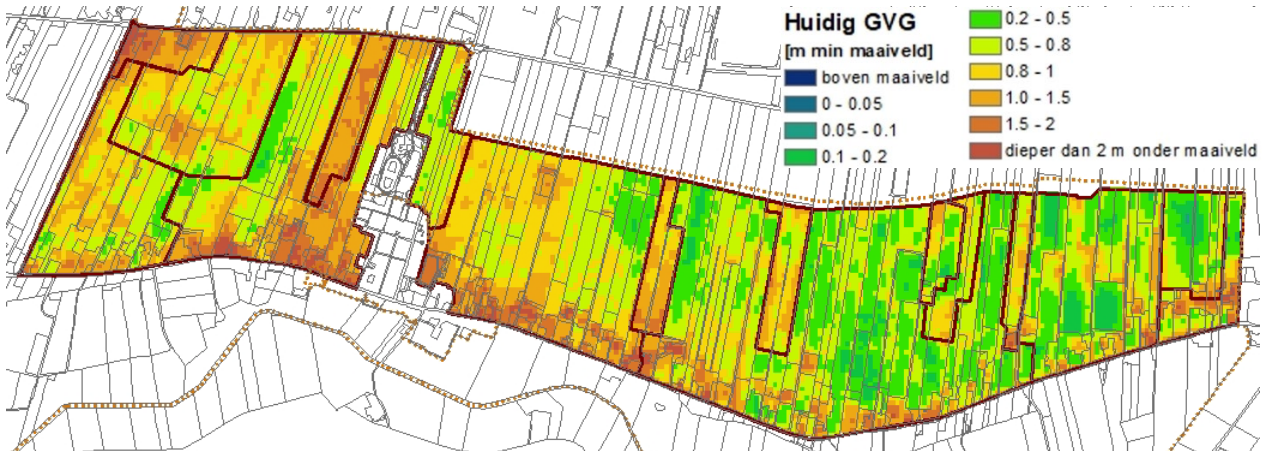 Huidig GVG
[m min maaiveld]
boven maaiveld
0 - 0.05
0.05 - 0.1
0.1 - 0.2
0.2 - 0.5
0.5 - 0.8
0.8 - 1
1.0 - 1.5
1.5 - 2
dieper dan 2 m onder maaiveld